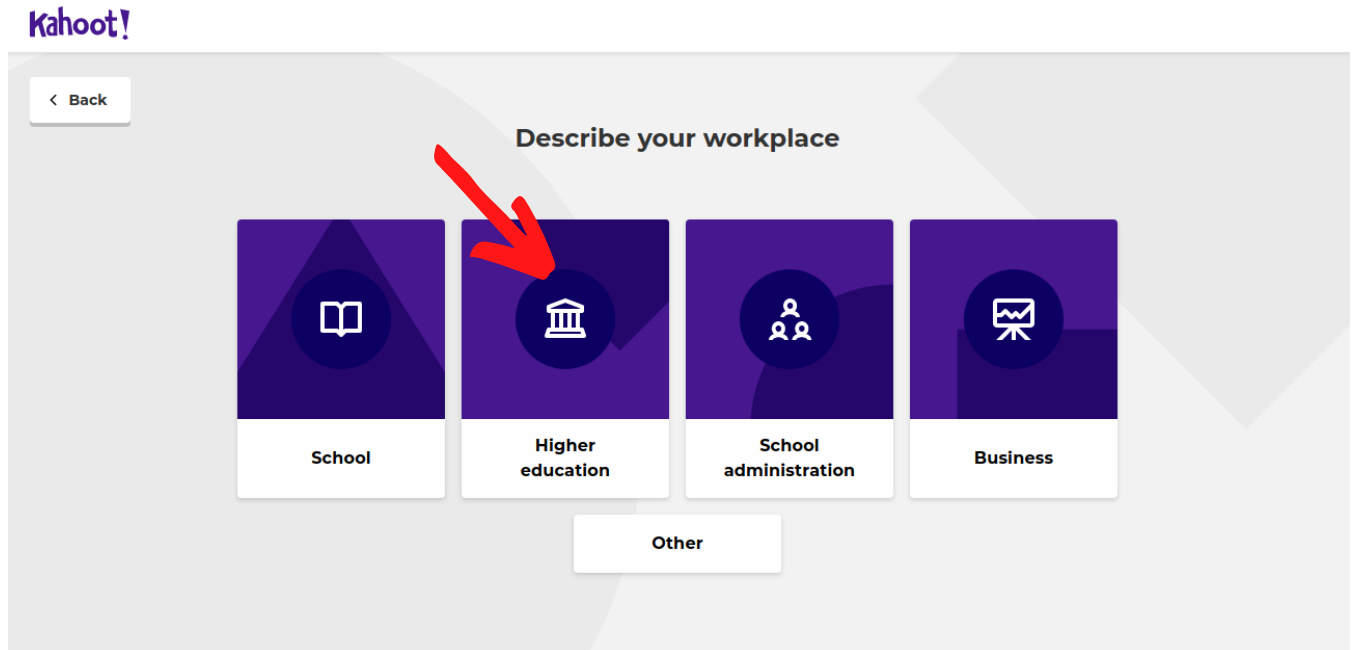 Kahoot!
Back
Describe your workplace
School
Higher
education
School
administration
Business
Other